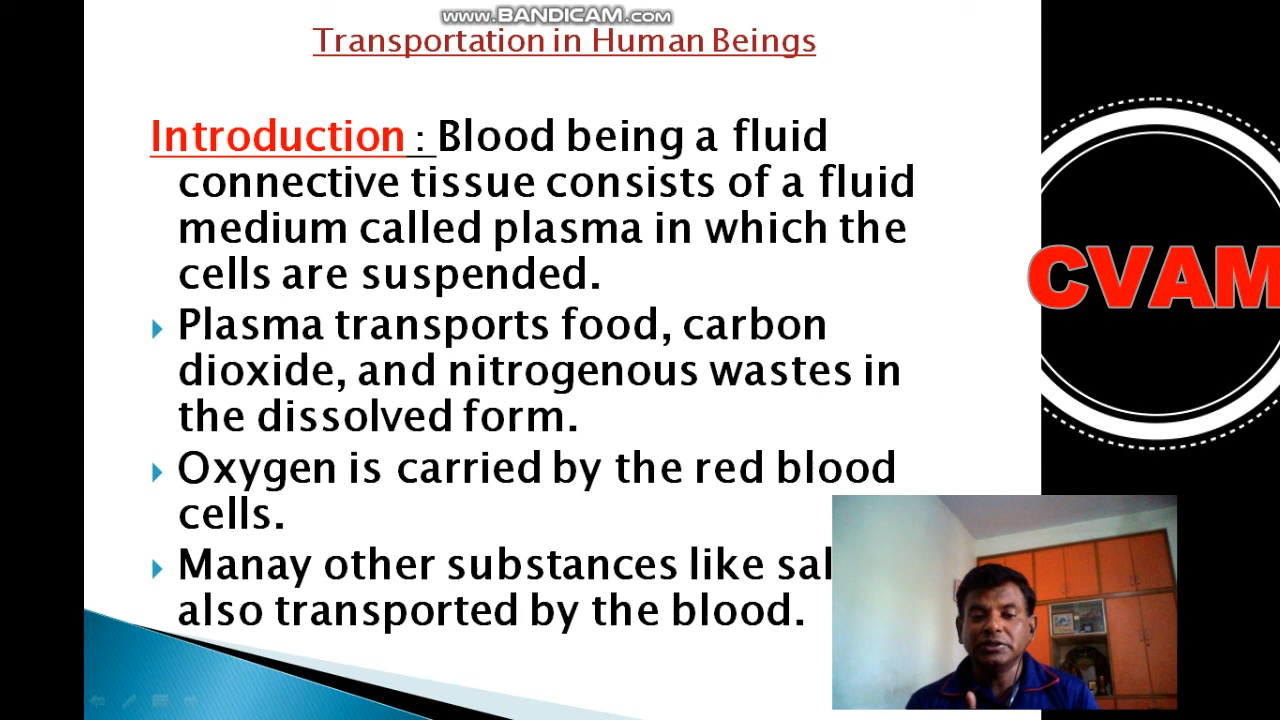 www.BANDICAM.com
Transportation in Human Beings
Introduction : Blood being a fluid
connective tissue consists of a fluid
medium called plasma in which the
cells are suspended.
Plasma transports food, carbon
dioxide, and nitrogenous wastes in
the dissolved form.
Oxygen is carried by the red blood
cells.
Manay other substances like
also transported by the blood.
CVAM